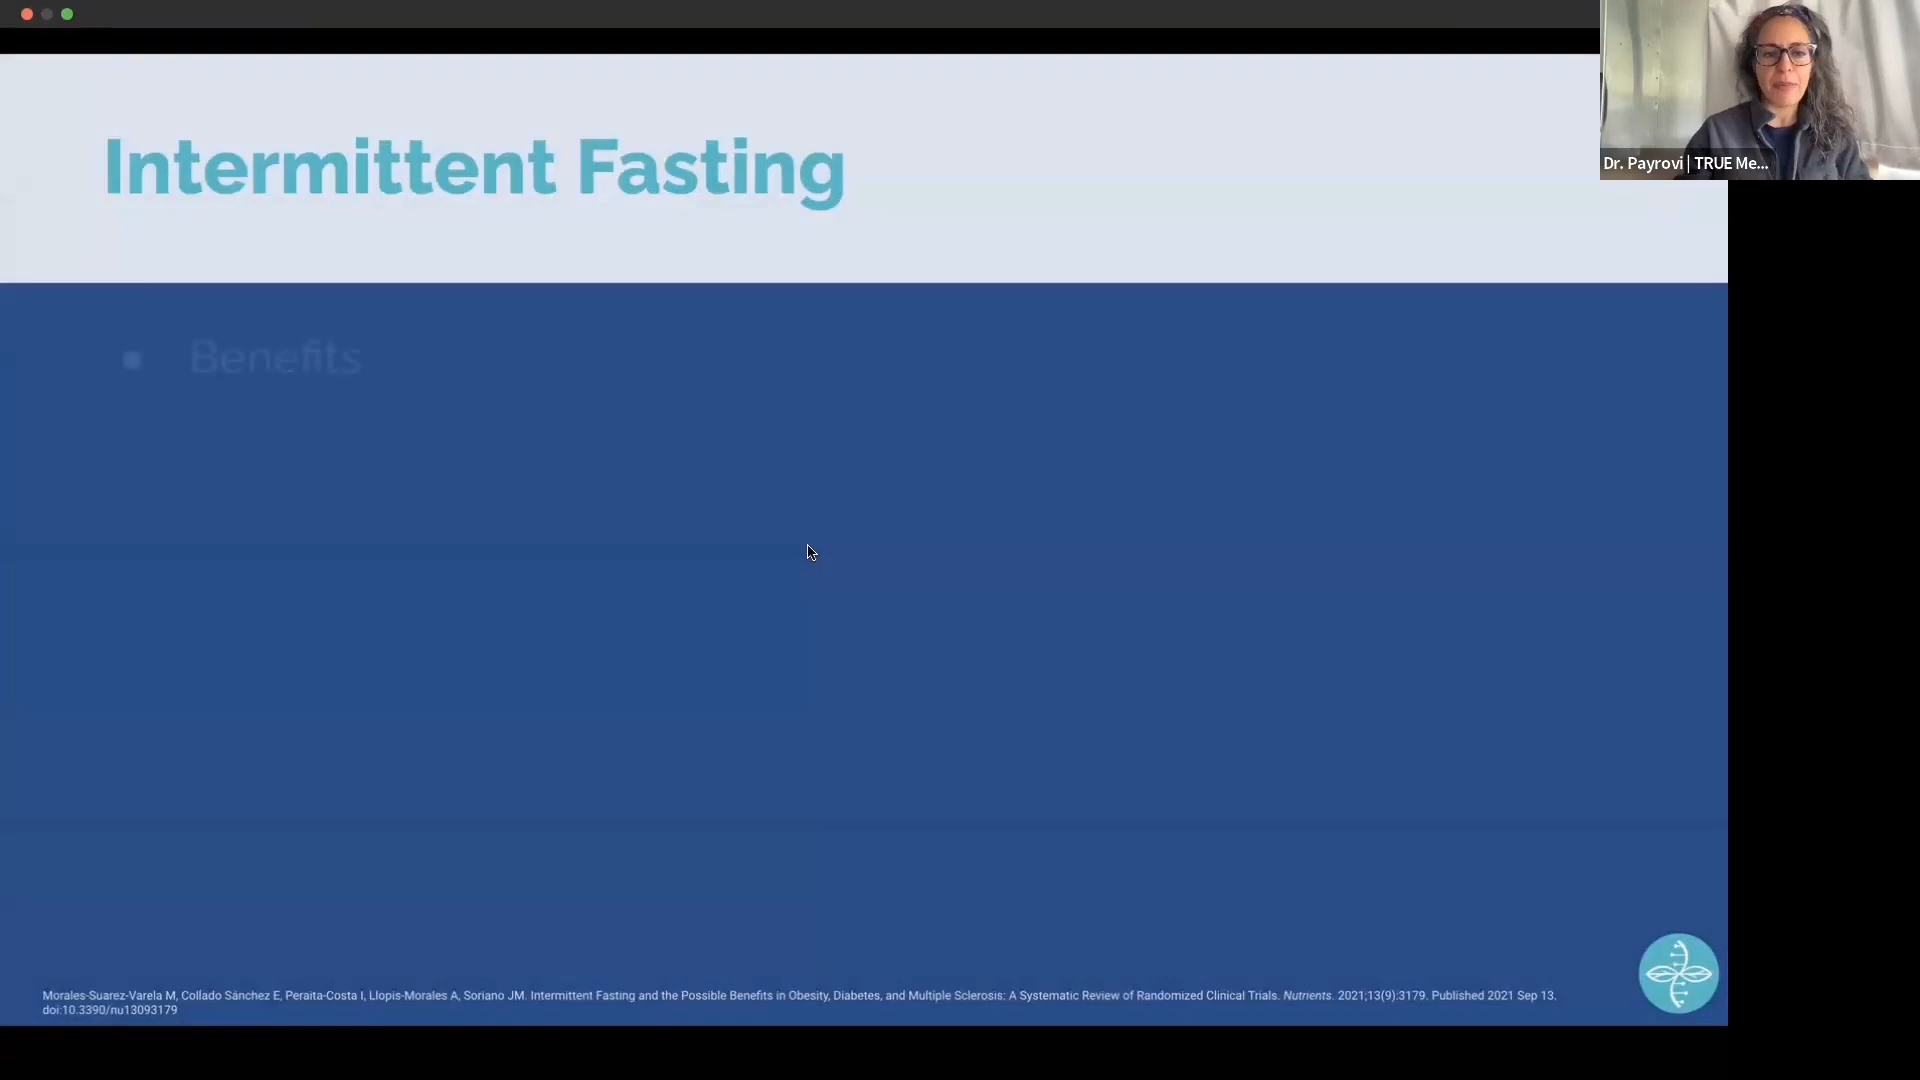 Dr. Payrovi | TRUE Me...
Intermittent Fasting
Benefits
Morales-Suarez-Varela M, Collado Sánchez E, Peraita-Costa I, Llopis-Morales A, Soriano JM. Intermittent Fasting and the Possible Benefits in Obesity, Diabetes, and Multiple Sclerosis: A Systematic Review of Randomized Clinical Trials. Nutrients. 2021;13(9):3179. Published 2021 Sep 13.
doi:10.3390/nu13093179